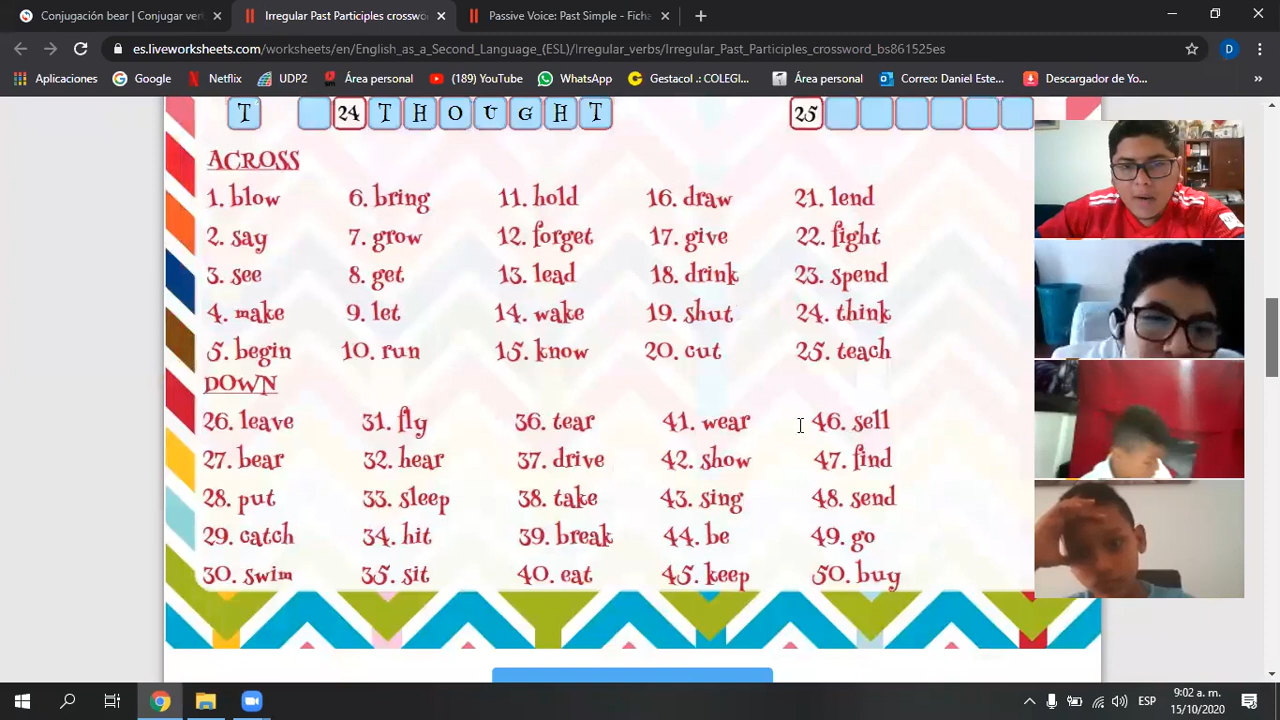 Conjugación bear | Conjugar ver
Irregular Past Participles crosswo
Passive Voice: Past Simple - Ficha
es.liveworksheets.com/worksheets/en/English_as_a_Second_Language_(ESL)/Irregular_verbs/Irregular_Past_Participles_crossword_bs861525es
D
Aplicaciones Google Netflix UDP2 Área personal (189) YouTube WhatsApp Gestacol .: COLEGI... Área personal Correo: Daniel Este... Descargador de Yo... »
T 24 T H O U G H T 25
ACROSS
1. blow 6. bring 11. hold 16. draw 21. lend
2. say 7. grow 12. forget 17. give 22. fight
3. see 8. get 13. lead 18. drink 23. spend
4. make 9. let 14. wake 19. shut 24. think
5. begin 10. run 15. know 20. cut 25. teach
DOWN
26. leave 31. fly 36. tear 41. wear 46. sell
27. bear 32. hear 37. drive 42. show 47. find
28. put 33. sleep 38. take 43. sing 48. send
29. catch 34. hit 39. break 44. be 49. go
30. swim 35. sit 40. eat 45. keep 50. buy
ESP
9:02 a. m.
15/10/2020